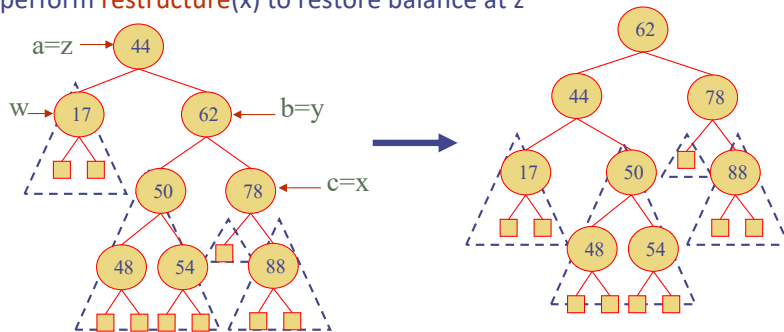 perform restructure(x) to restore balance at z
a=z 44
62
w 17 62 b=y
44 78
50 78 c=x
17 50 88
48 54 88
48 54